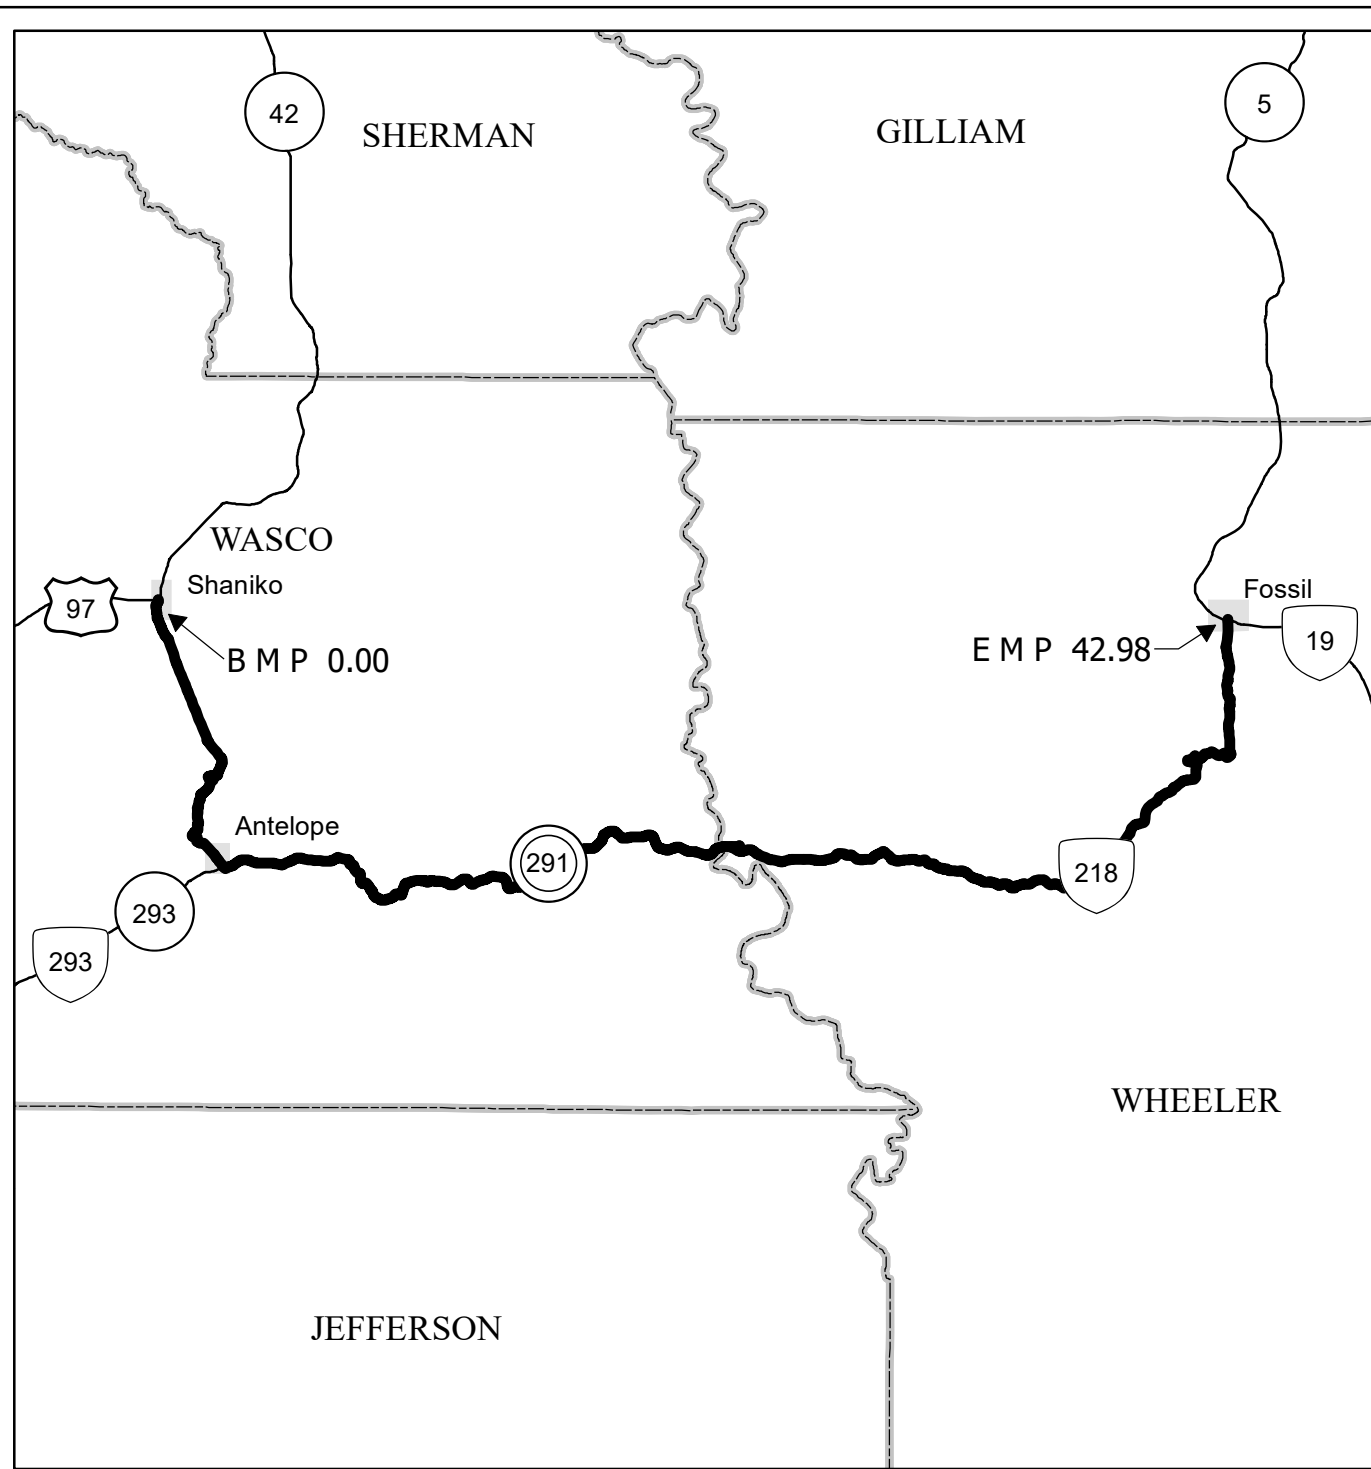 42
SHERMAN
GILLIAM
5
WASCO
Shaniko
97
B M P 0.00
Fossil
E M P 42.98
19
Antelope
291
218
293
293
WHEELER
JEFFERSON